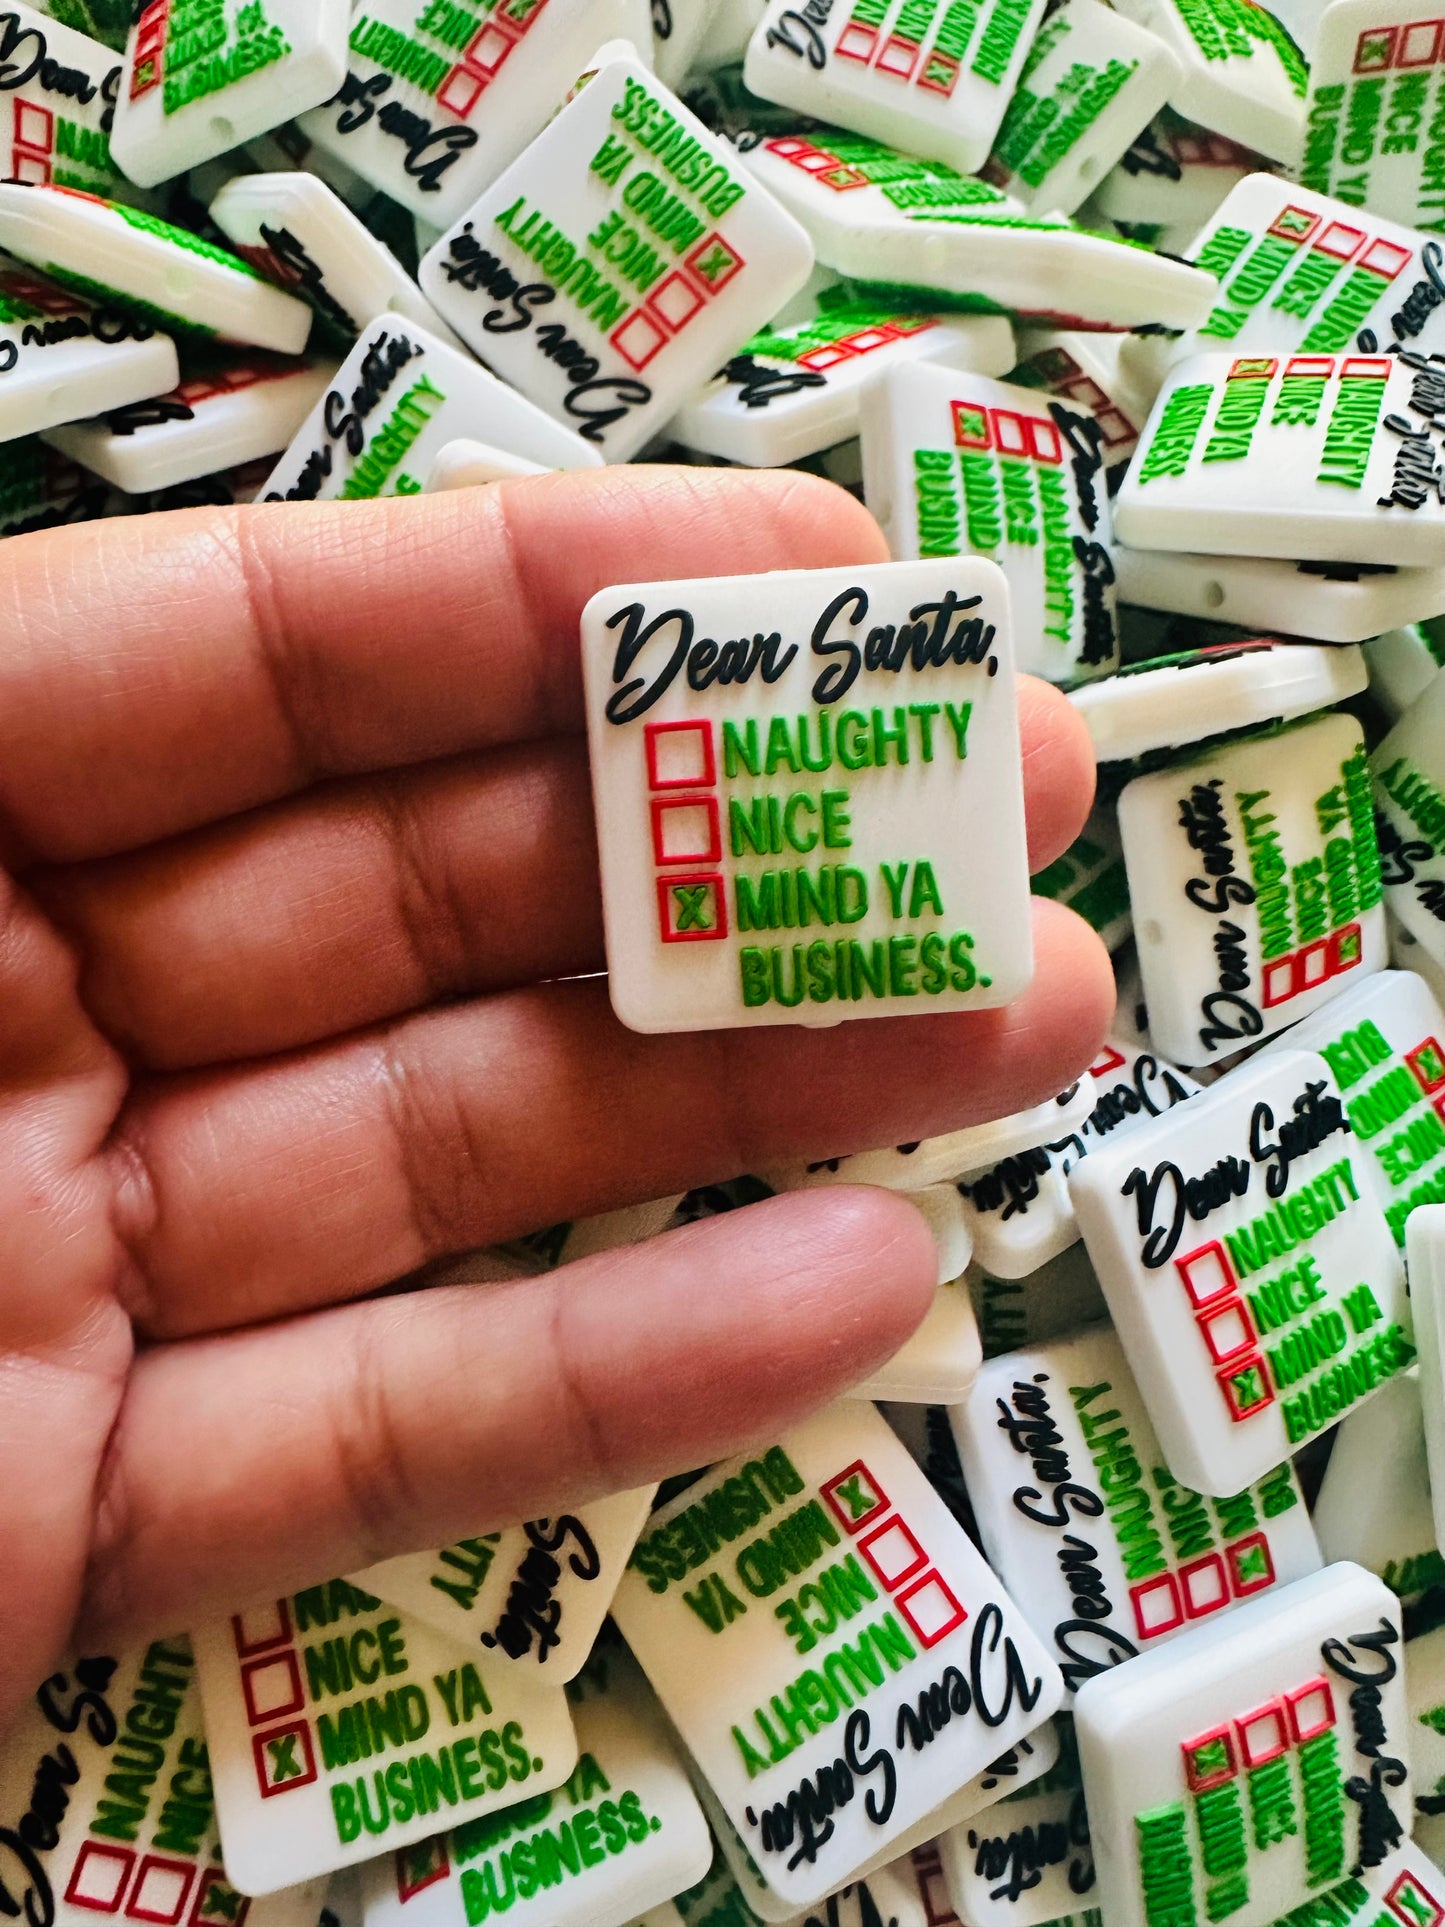 Dear Santa,
NAUGHTY
NICE
X MIND YA
BUSINESS.